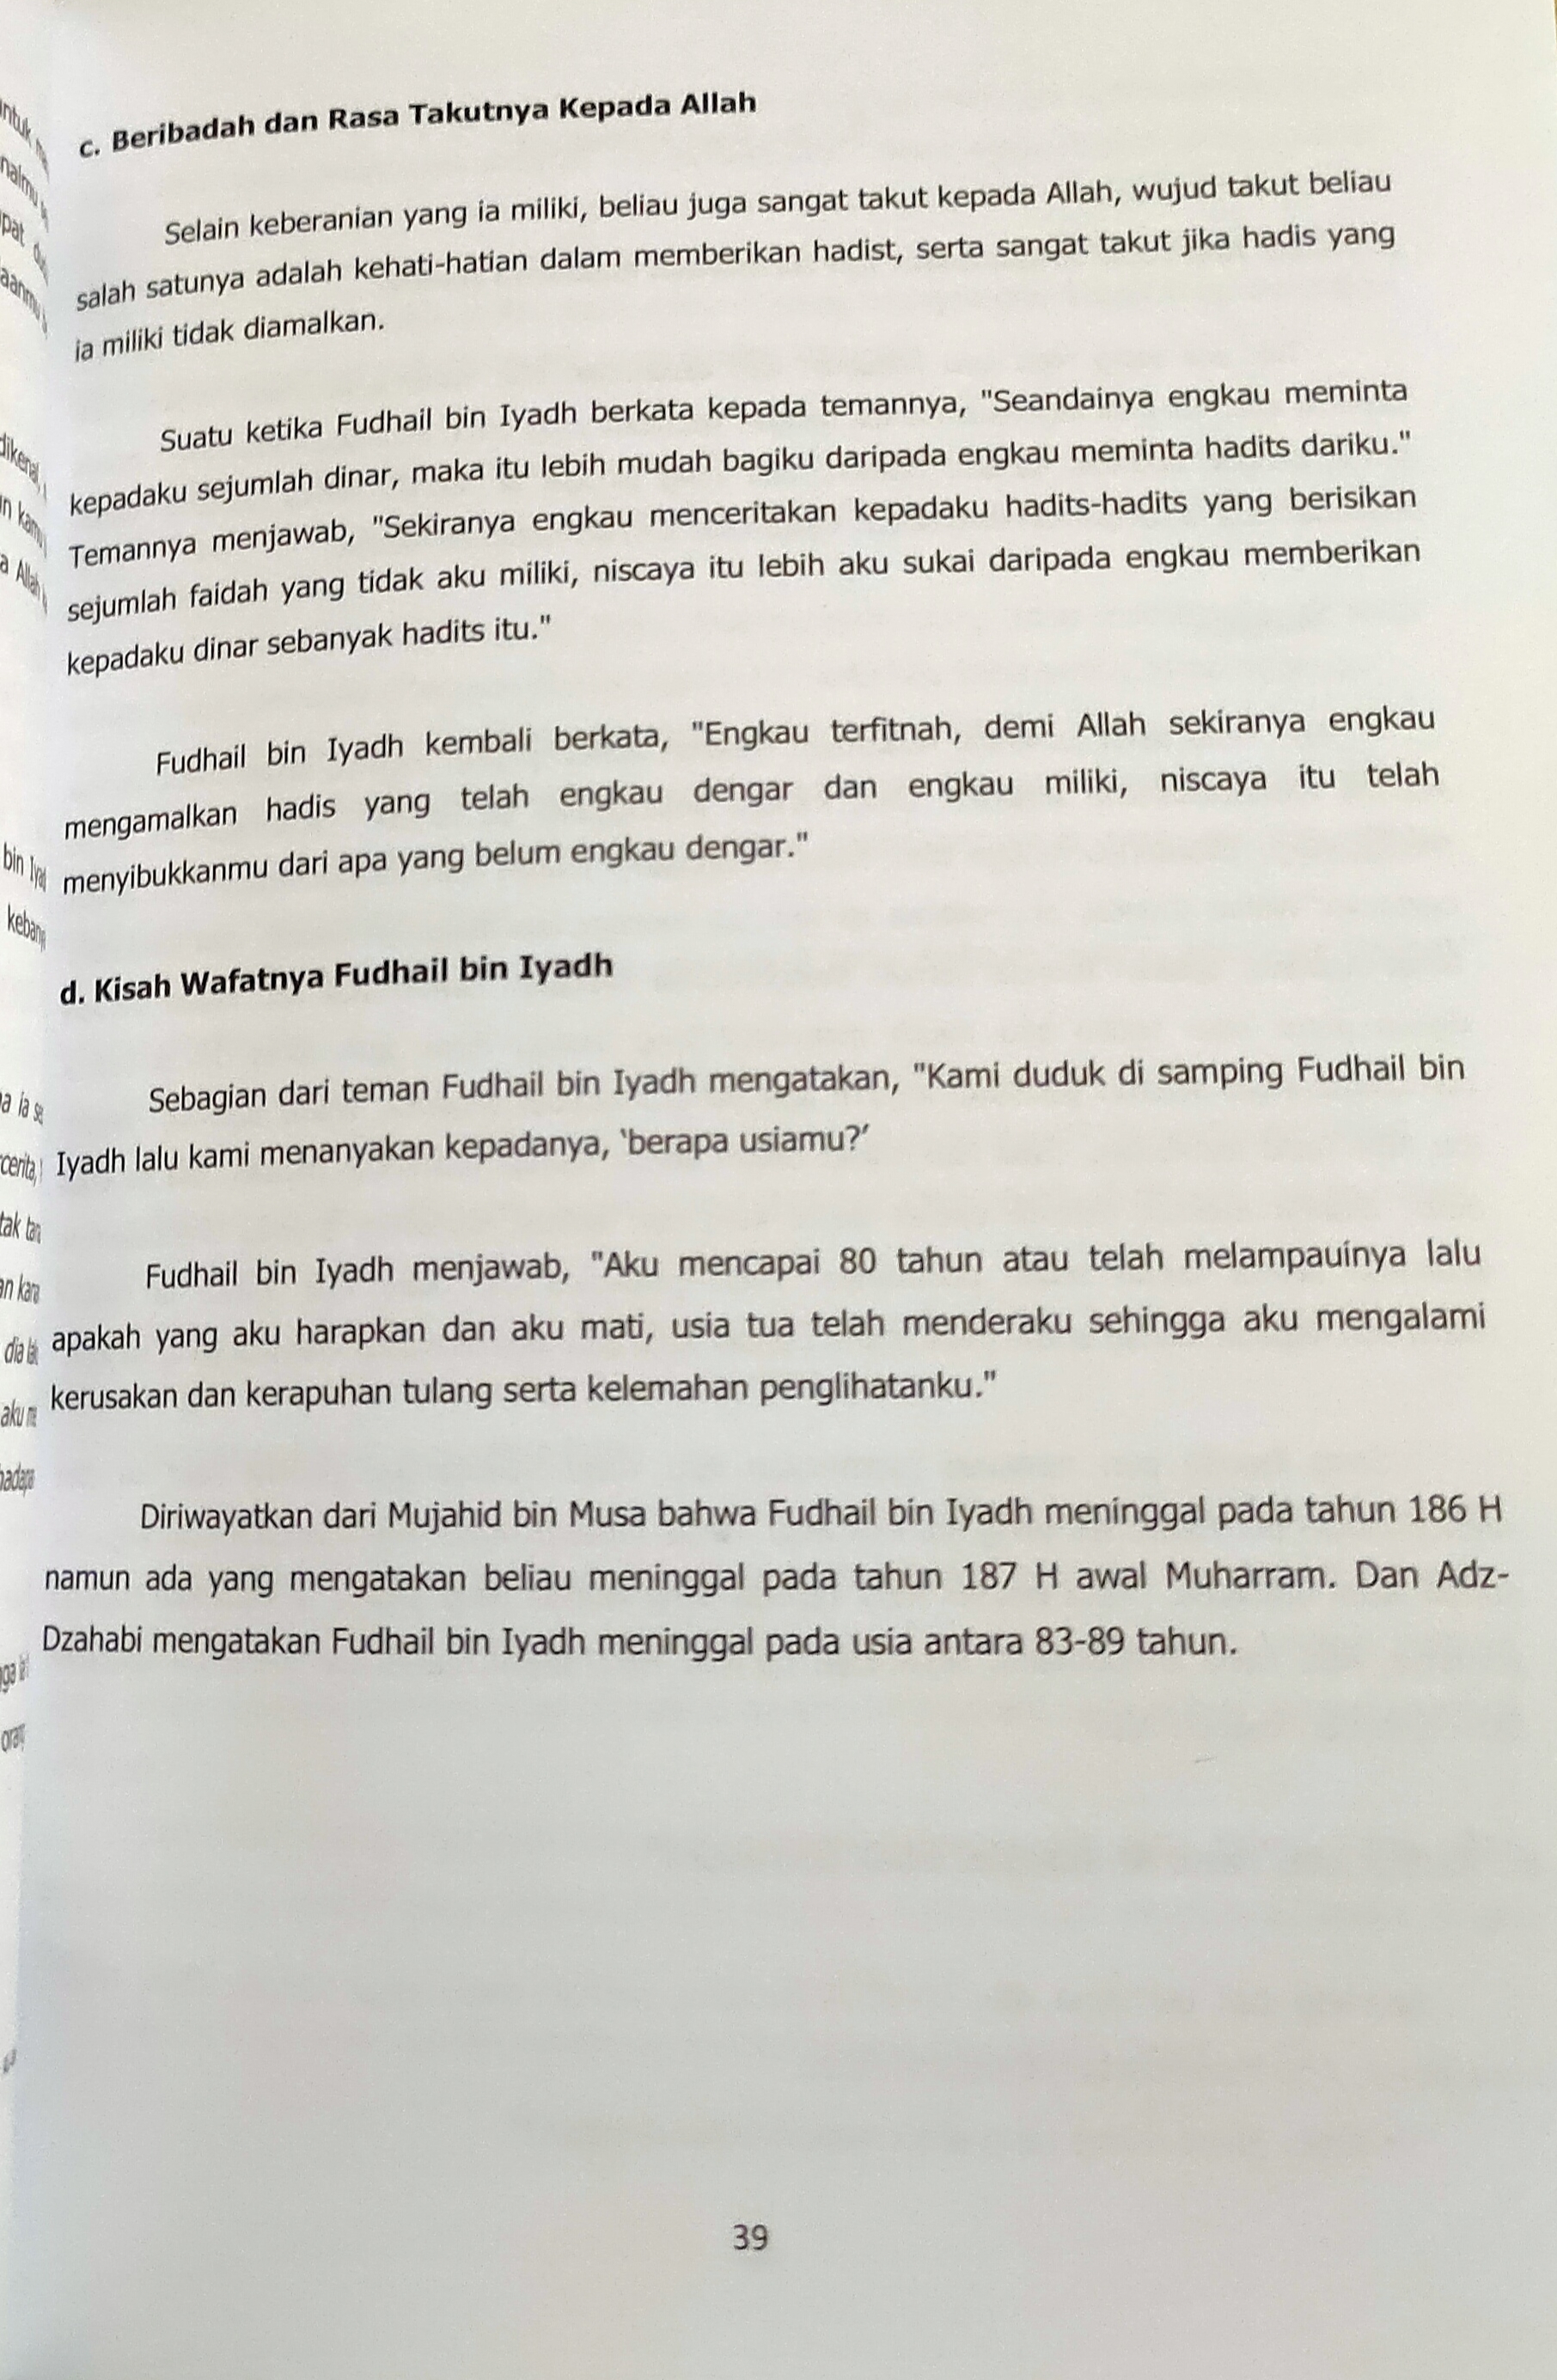 c. Beribadah dan Rasa Takutnya Kepada Allah
Selain keberanian yang ia miliki, beliau juga sangat takut kepada Allah, wujud takut beliau
salah satunya adalah kehati-hatian dalam memberikan hadist, serta sangat takut jika hadis yang
ia miliki tidak diamalkan.
Suatu ketika Fudhail bin Iyadh berkata kepada temannya, "Seandainya engkau meminta
kepadaku sejumlah dinar, maka itu lebih mudah bagiku daripada engkau meminta hadits dariku."
Temannya menjawab, "Sekiranya engkau menceritakan kepadaku hadits-hadits yang berisikan
sejumlah faidah yang tidak aku miliki, niscaya itu lebih aku sukai daripada engkau memberikan
kepadaku dinar sebanyak hadits itu."
Fudhail bin Iyadh kembali berkata, "Engkau terfitnah, demi Allah sekiranya engkau
mengamalkan hadis yang telah engkau dengar dan engkau miliki, niscaya itu telah
menyibukkanmu dari apa yang belum engkau dengar."
d. Kisah Wafatnya Fudhail bin Iyadh
Sebagian dari teman Fudhail bin Iyadh mengatakan, "Kami duduk di samping Fudhail bin
Iyadh lalu kami menanyakan kepadanya, ‘berapa usiamu?’
Fudhail bin Iyadh menjawab, "Aku mencapai 80 tahun atau telah melampauinya lalu
apakah yang aku harapkan dan aku mati, usia tua telah menderaku sehingga aku mengalami
kerusakan dan kerapuhan tulang serta kelemahan penglihatanku."
Diriwayatkan dari Mujahid bin Musa bahwa Fudhail bin Iyadh meninggal pada tahun 186 H
namun ada yang mengatakan beliau meninggal pada tahun 187 H awal Muharram. Dan Adz-
Dzahabi mengatakan Fudhail bin Iyadh meninggal pada usia antara 83-89 tahun.
39